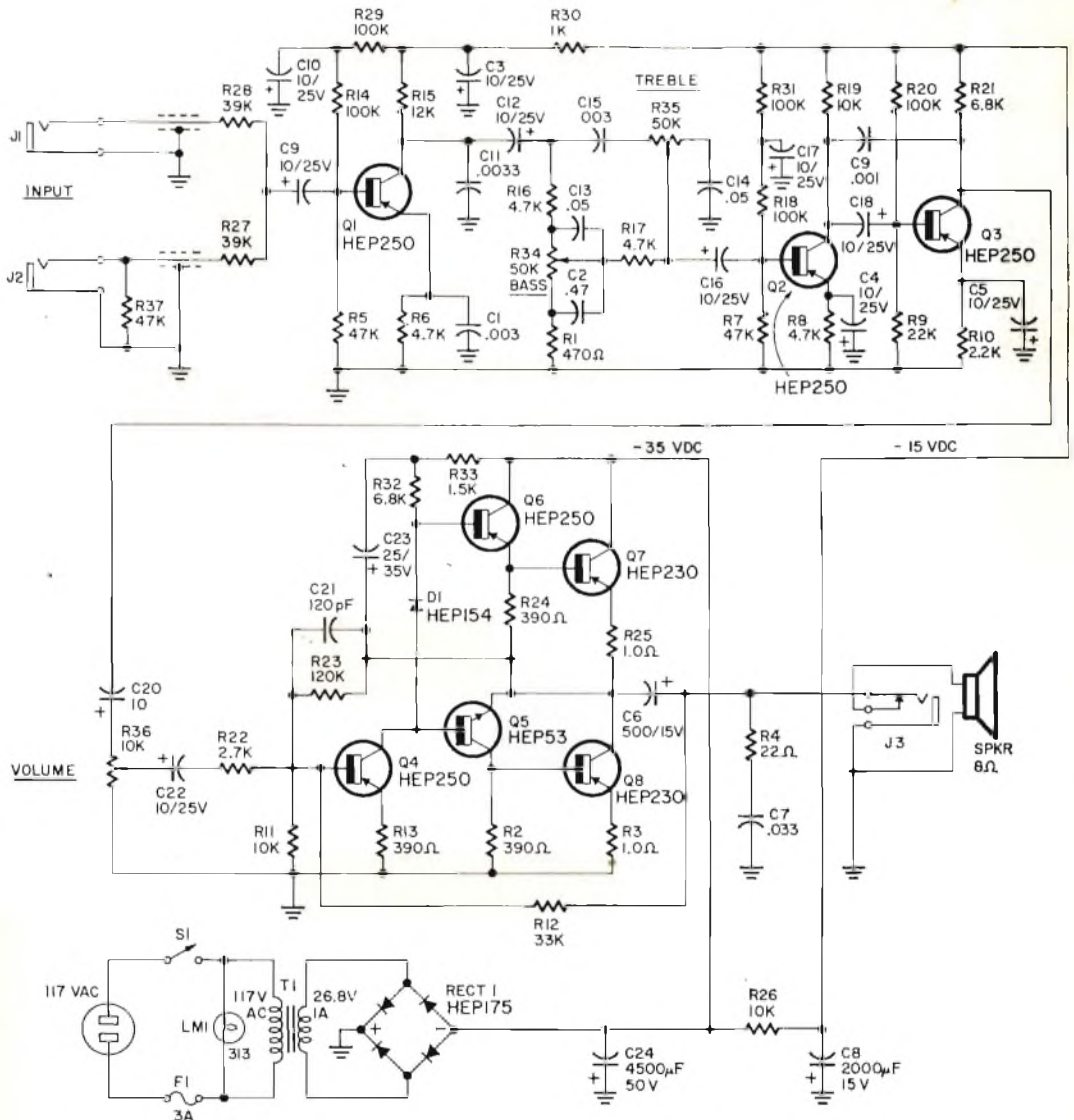 R29
100K
R30
1K
C10
10/
25V
R14
100K
R15
12K
C3
10/25V
TREBLE
R31
100K
R19
10K
R20
100K
R21
6.8K
R28
39K
J1
C12
10/25V
C15
.003
R35
50K
C9
10/25V
C11
.0033
C17
10/
25V
C9
.001
INPUT
R16
4.7K
C13
.05
C14
.05
R18
100K
C18
10/25V
Q1
HEP250
R27
39K
R17
4.7K
Q3
HEP250
J2
R34
50K
BASS
C2
.47
C16
10/25V
Q2
C4
10/
25V
C5
10/25V
R37
47K
R5
47K
R6
4.7K
C1
.003
R1
470Ω
R7
47K
R8
4.7K
R9
22K
R10
2.2K
HEP250
-35 VDC
-15 VDC
R32
6.8K
R33
1.5K
Q6
HEP250
C23
25/
35V
Q7
HEP230
C21
120pF
D1
HEP154
R24
390Ω
R25
1.0Ω
R23
120K
C20
10
R36
10K
R22
2.7K
Q5
HEP53
C6
500/15V
R4
22Ω
J3
SPKR
8Ω
VOLUME
C22
10/25V
Q4
HEP250
Q8
HEP230
C7
.033
R11
10K
R13
390Ω
R2
390Ω
R3
1.0Ω
R12
33K
S1
117 VAC
117V
AC
T1
26.8V
1A
RECT 1
HEP175
LM1
313
+
-
R26
10K
C24
4500µF
50V
C8
2000µF
15V
F1
3A